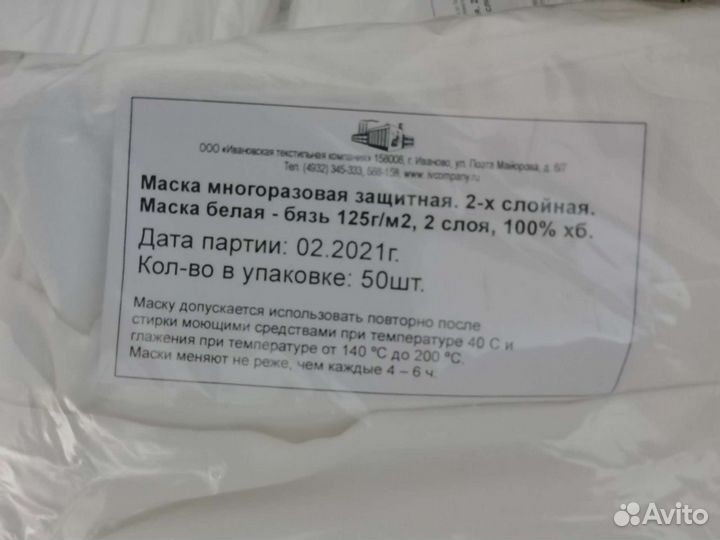 ООО «Ивановская текстильная компания» 156008, г. Иваново, ул. Поэта Майорова, д. 6/7
Тел. (4932) 345-333, 588-158, www.ivcompany.ru
Маска многоразовая защитная. 2-х слойная.
Маска белая - бязь 125г/м2, 2 слоя, 100% хб.
Дата партии: 02.2021г.
Кол-во в упаковке: 50шт.
Маску допускается использовать повторно после
стирки моющими средствами при температуре 40 С и
глажения при температуре от 140 ºС до 200 ºС.
Маски меняют не реже, чем каждые 4 – 6 ч.
Avito